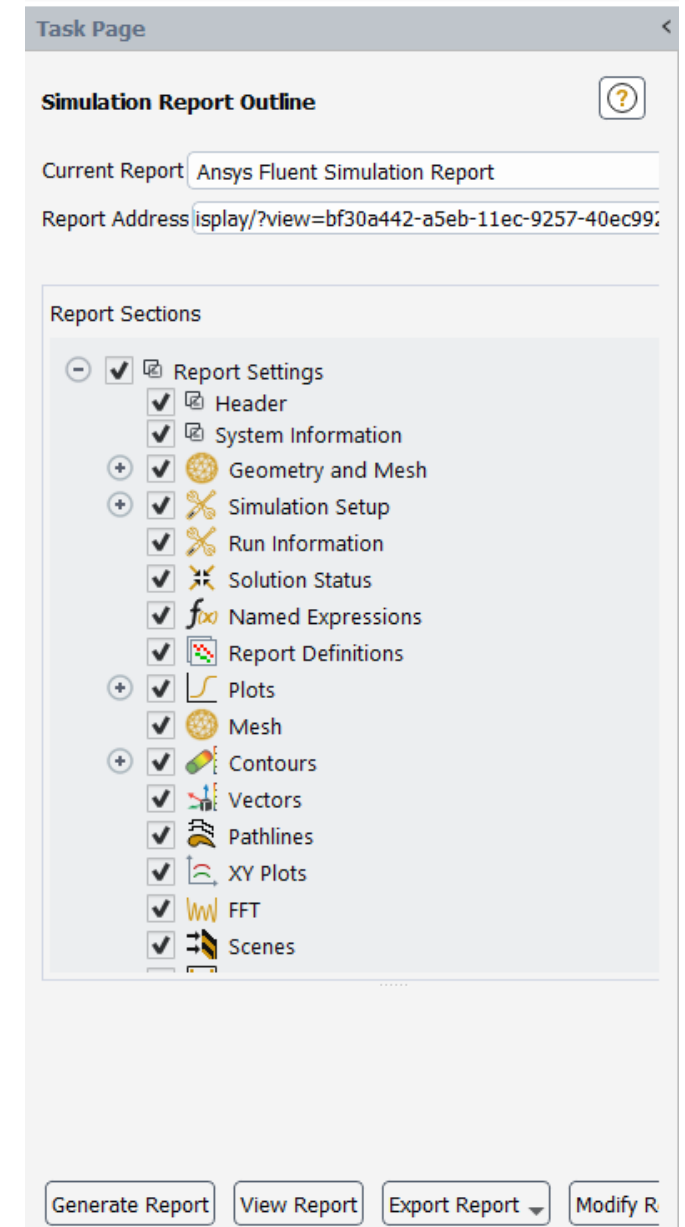 Task Page
Simulation Report Outline
Current Report Ansys Fluent Simulation Report
Report Address isplay/?view=bf30a442-a5eb-11ec-9257-40ec992
Report Sections
Report Settings
Header
System Information
Geometry and Mesh
Simulation Setup
Run Information
Solution Status
f(x) Named Expressions
Report Definitions
Plots
Mesh
Contours
Vectors
Pathlines
XY Plots
FFT
Scenes
Generate Report View Report Export Report Modify R